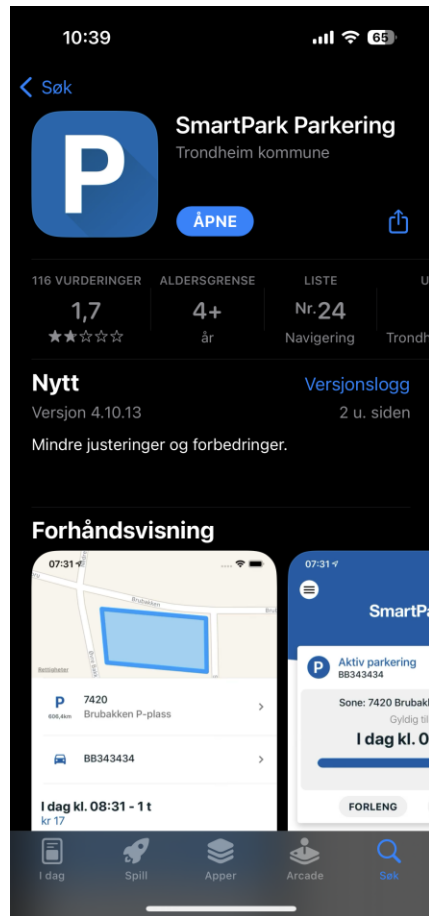 10:39
65
Søk
P
SmartPark Parkering
Trondheim kommune
ÅPNE
116 VURDERINGER
ALDERSGRENSE
LISTE
1,7
4+
Nr.24
år
Navigering
Trondh
Nytt
Versjonslogg
Versjon 4.10.13
2 u. siden
Mindre justeringer og forbedringer.
Forhåndsvisning
07:31
Brubakken
Rettigheter
P
7420
606,4km
Brubakken P-plass
BB343434
I dag kl. 08:31 - 1 t
kr 17
07:31
SmartPa
P
Aktiv parkering
BB343434
Sone: 7420 Brubakk
Gyldig til
I dag kl. 0
FORLENG
I dag
Spill
Apper
Arcade
Søk